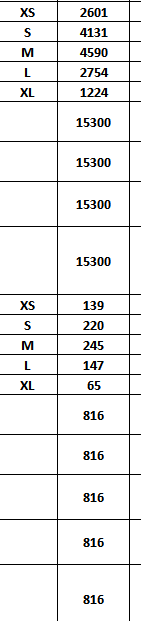 XS 2601
S 4131
M 4590
L 2754
XL 1224
15300
15300
15300
15300
XS 139
S 220
M 245
L 147
XL 65
816
816
816
816
816